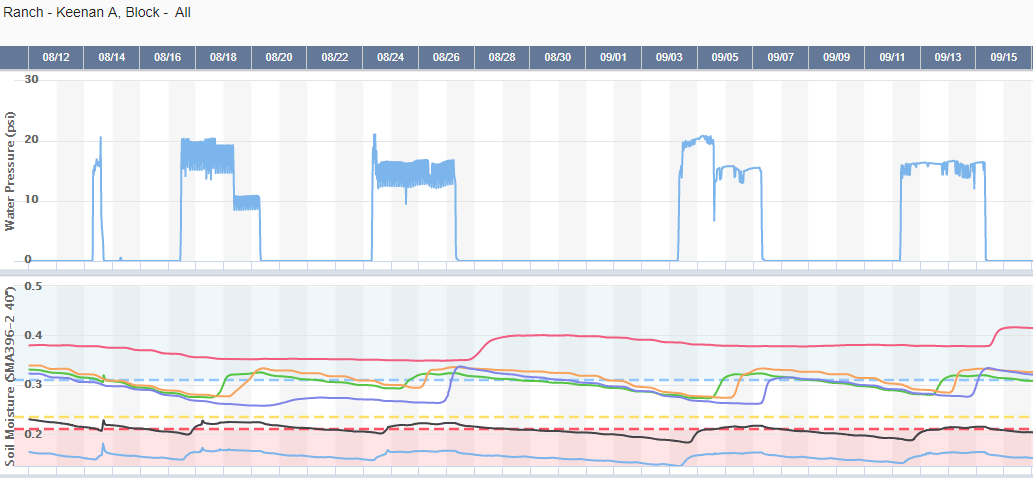 Ranch - Keenan A, Block - All
08/12 08/14 08/16 08/18 08/20 08/22 08/24 08/26 08/28 08/30 09/01 09/03 09/05 09/07 09/09 09/11 09/13 09/15
Water Pressure (psi)
30
20
10
0
Soil Moisture (SMA396-2 40")
0.5
0.4
0.3
0.2